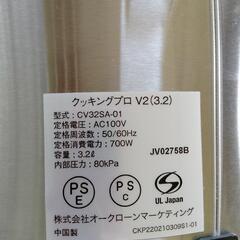 クッキングプロ V2(3.2)
型式：CV32SA-01
定格電圧：AC100V
定格周波数：50/60Hz
定格消費電力：700W
容量：3.2ℓ
内部圧力：80kPa
JV02758B
PS
E
PS
C
S
UL Japan
株式会社オークローンマーケティング
中国製
CKP220210309S1-01